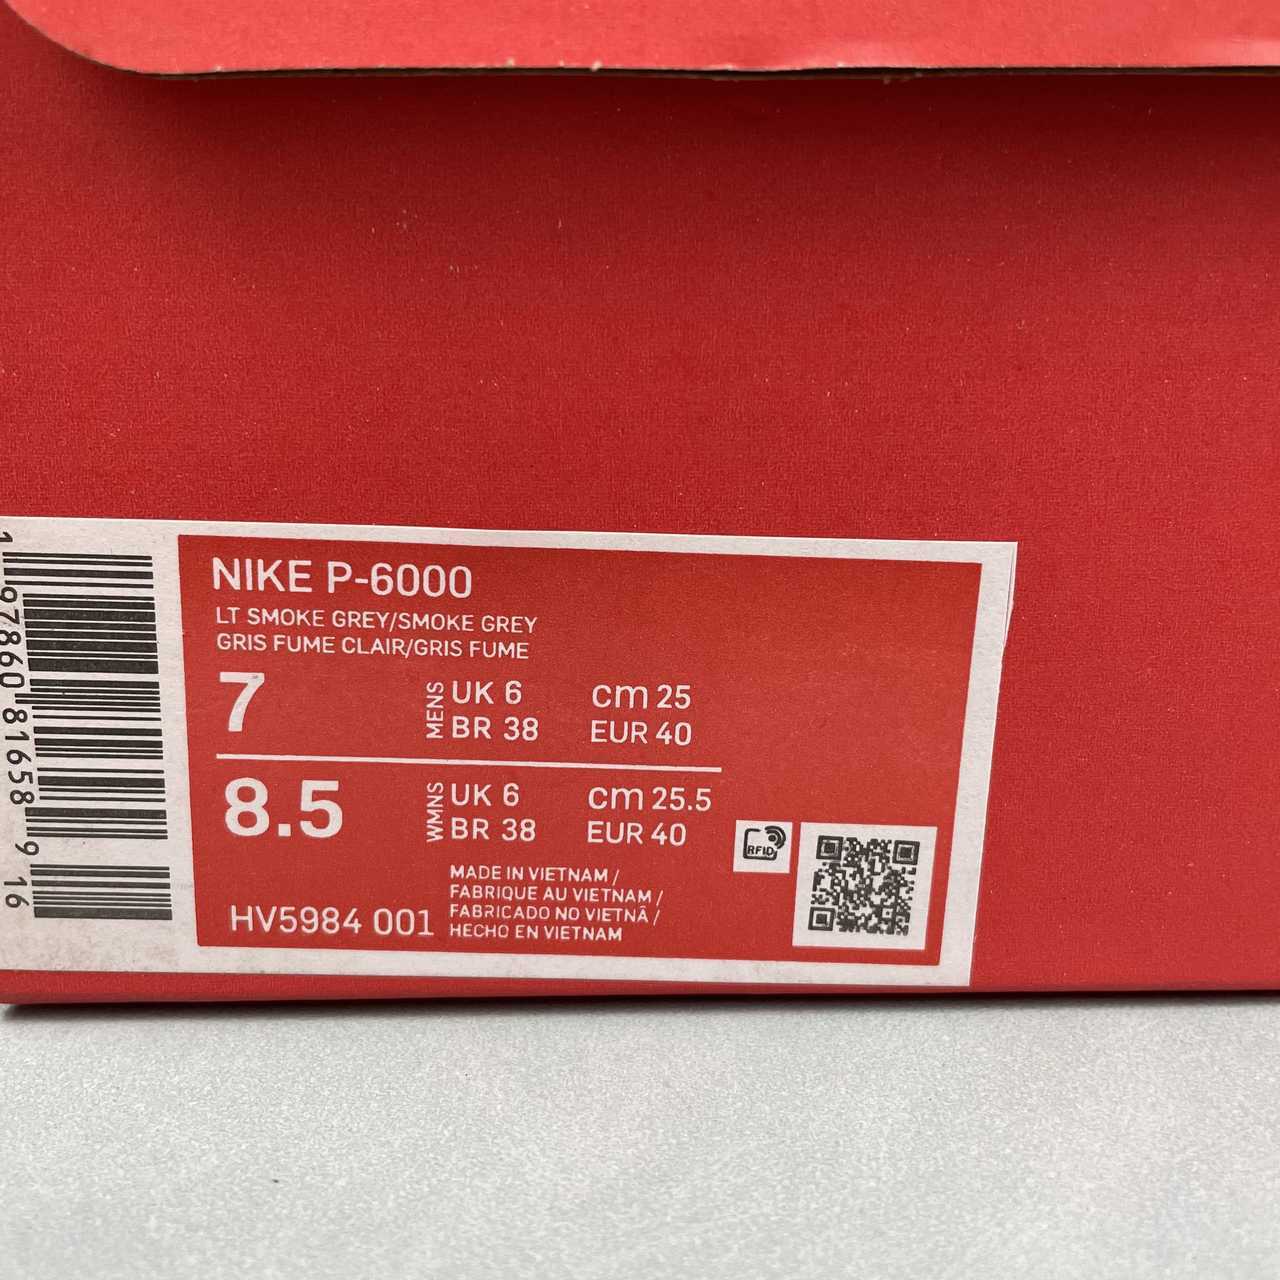 NIKE P-6000
LT SMOKE GREY/SMOKE GREY
GRIS FUME CLAIR/GRIS FUME
7 MENS UK 6 cm 25
BR 38 EUR 40
8.5 WMNS UK 6 cm 25.5
BR 38 EUR 40
MADE IN VIETNAM /
FABRIQUE AU VIETNAM /
FABRICADO NO VIETNÃ /
HECHO EN VIETNAM
HV5984 001
RFID
1 97860 81658 9 16